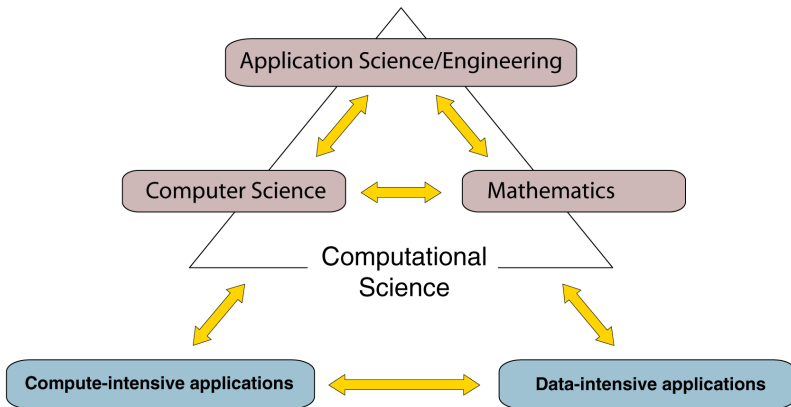 Application Science/Engineering
Computer Science
Mathematics
Computational
Science
Compute-intensive applications
Data-intensive applications